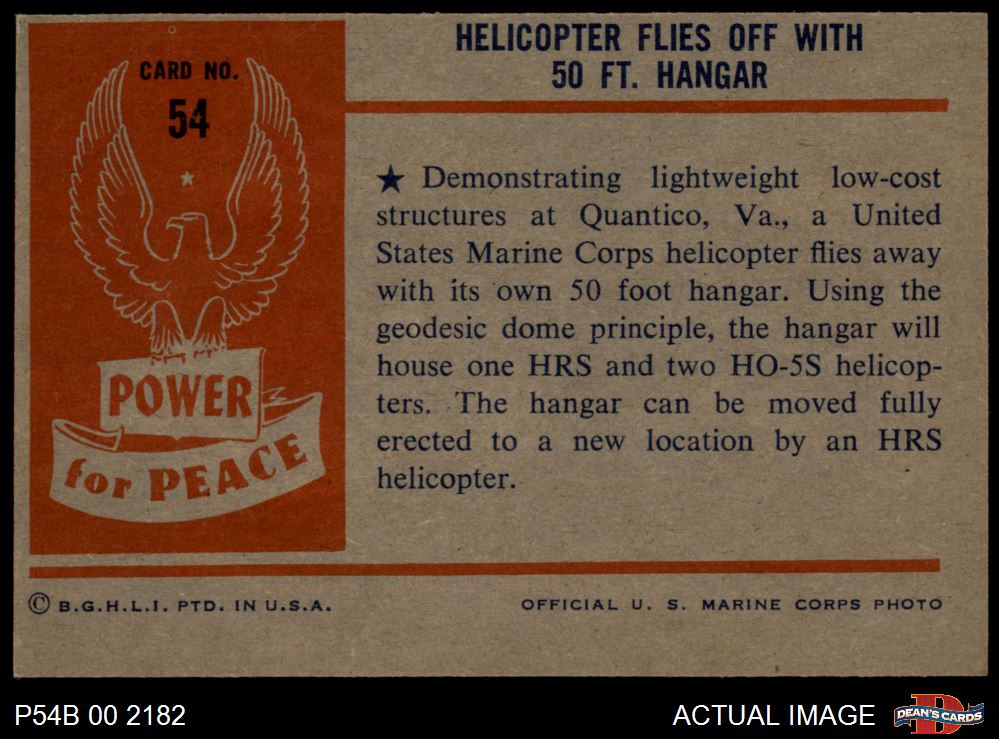 HELICOPTER FLIES OFF WITH
50 FT. HANGAR
CARD NO.
54
POWER
for PEACE
★ Demonstrating lightweight low-cost
structures at Quantico, Va., a United
States Marine Corps helicopter flies away
with its own 50 foot hangar. Using the
geodesic dome principle, the hangar will
house one HRS and two HO-5S helicop-
ters. The hangar can be moved fully
erected to a new location by an HRS
helicopter.
© B.G.H.L.I. PTD. IN U.S.A.
OFFICIAL U. S. MARINE CORPS PHOTO
P54B 00 2182
ACTUAL IMAGE
DEAN'S CARDS